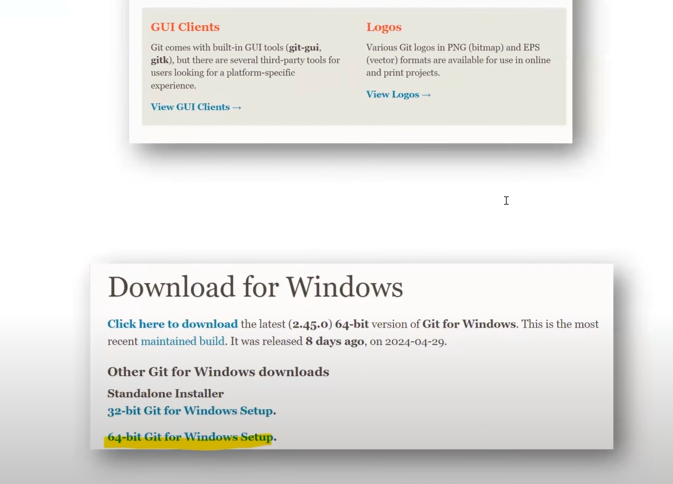 GUI Clients
Git comes with built-in GUI tools (git-gui,
gitk), but there are several third-party tools for
users looking for a platform-specific
experience.
View GUI Clients →
Logos
Various Git logos in PNG (bitmap) and EPS
(vector) formats are available for use in online
and print projects.
View Logos →
Download for Windows
Click here to download the latest (2.45.0) 64-bit version of Git for Windows. This is the most
recent maintained build. It was released 8 days ago, on 2024-04-29.
Other Git for Windows downloads
Standalone Installer
32-bit Git for Windows Setup.
64-bit Git for Windows Setup.